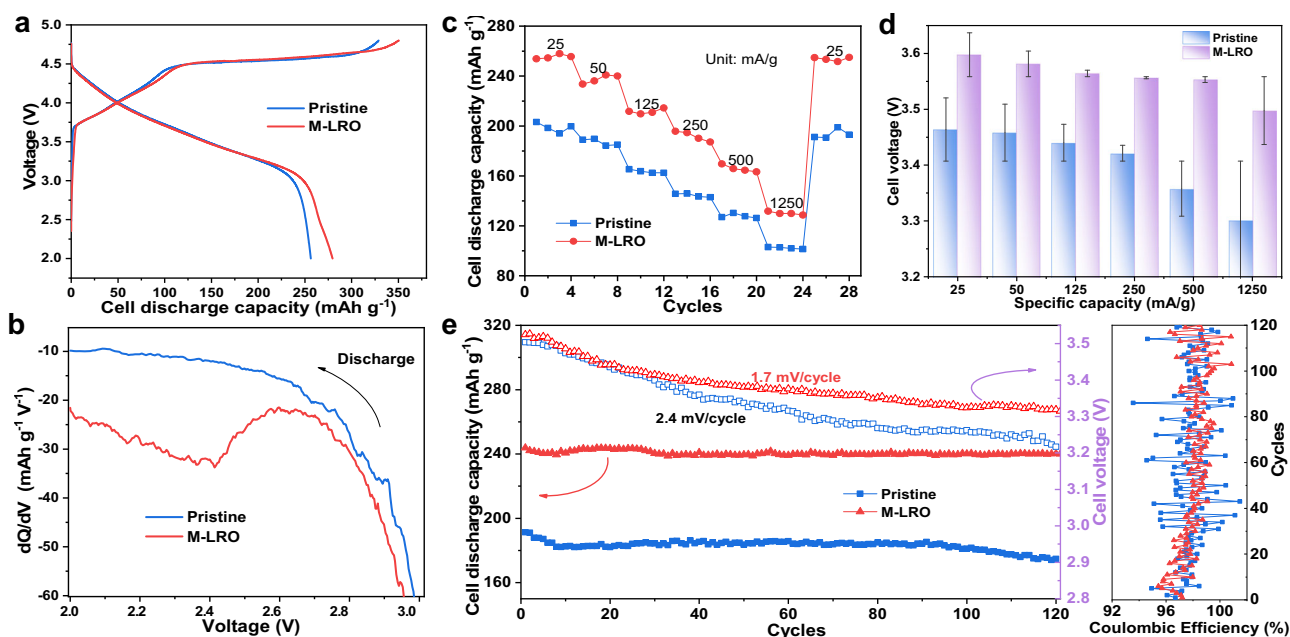 a
5.0
4.5
4.0
3.5
3.0
2.5
2.0
Voltage (V)
Pristine
M-LRO
0 50 100 150 200 250 300 350
Cell discharge capacity (mAh g⁻¹)
b
-10
-20
-30
-40
-50
-60
dQ/dV (mAh g⁻¹ V⁻¹)
Discharge
Pristine
M-LRO
2.0 2.2 2.4 2.6 2.8 3.0
Voltage (V)
c
280
240
200
160
120
80
Cell discharge capacity (mAh g⁻¹)
25
50
125
250
500
1250
25
Unit: mA/g
Pristine
M-LRO
0 4 8 12 16 20 24 28
Cycles
d
3.6
3.5
3.4
3.3
3.2
Cell voltage (V)
Pristine
M-LRO
25 50 125 250 500 1250
Specific capacity (mA/g)
e
320
280
240
200
160
Cell discharge capacity (mAh g⁻¹)
1.7 mV/cycle
2.4 mV/cycle
Pristine
M-LRO
0 20 40 60 80 100 120
Cycles
3.5
3.4
3.3
3.2
3.1
3.0
2.9
2.8
Cell voltage (V)
120
100
80
60
40
20
0
Cycles
92 96 100
Coulombic Efficiency (%)